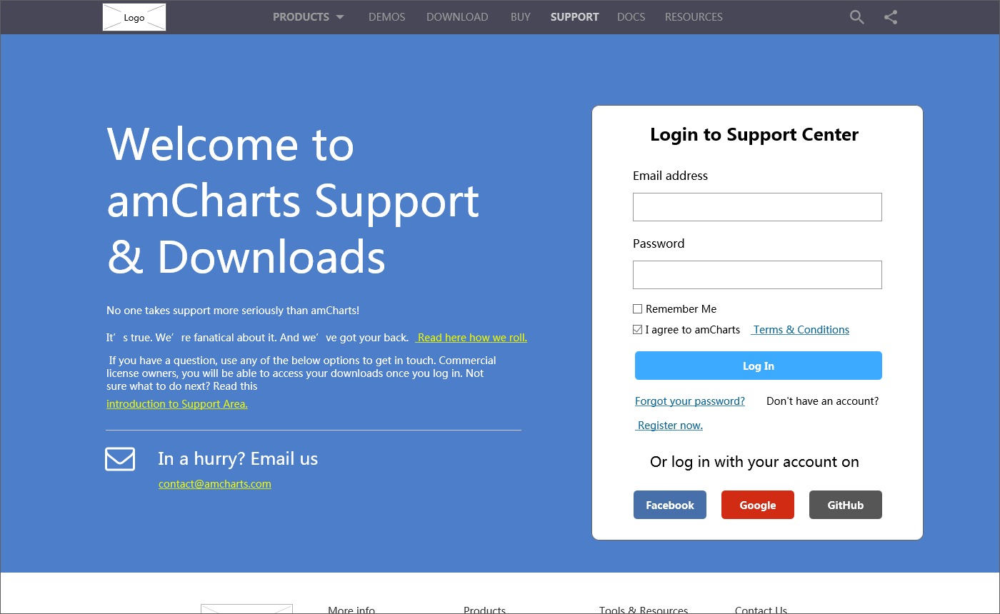 Logo
PRODUCTS
DEMOS
DOWNLOAD
BUY
SUPPORT
DOCS
RESOURCES
Welcome to
amCharts Support
& Downloads
No one takes support more seriously than amCharts!
It′s true. We′re fanatical about it. And we′ve got your back. Read here how we roll.
If you have a question, use any of the below options to get in touch. Commercial
license owners, you will be able to access your downloads once you log in. Not
sure what to do next? Read this
introduction to Support Area.
In a hurry? Email us
contact@amcharts.com
Login to Support Center
Email address
Password
Remember Me
I agree to amCharts Terms & Conditions
Log In
Forgot your password? Don't have an account?
Register now.
Or log in with your account on
Facebook
Google
GitHub
More info
Products
Tools & Resources
Contact Us